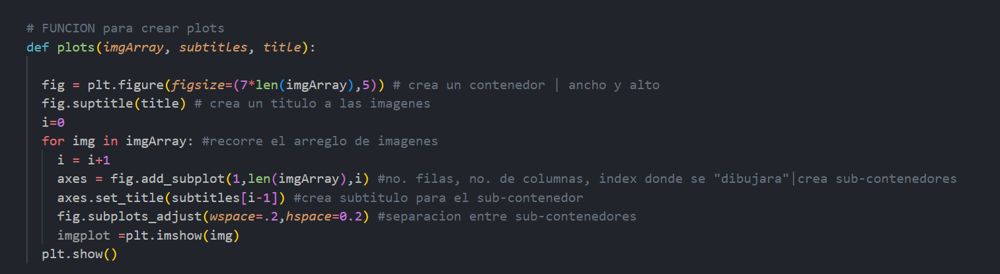 # FUNCION para crear plots
def plots(imgArray, subtitles, title):
fig = plt.figure(figsize=(7*len(imgArray),5)) # crea un contenedor | ancho y alto
fig.suptitle(title) # crea un titulo a las imagenes
i=0
for img in imgArray: #recorre el arreglo de imagenes
i = i+1
axes = fig.add_subplot(1,len(imgArray),i) #no. filas, no. de columnas, index donde se "dibujara"|crea sub-contenedores
axes.set_title(subtitles[i-1]) #crea subtitulo para el sub-contenedor
fig.subplots_adjust(wspace=.2,hspace=0.2) #separacion entre sub-contenedores
imgplot =plt.imshow(img)
plt.show()